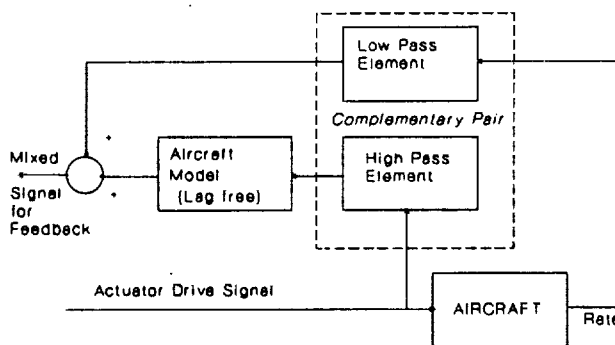 Low Pass
Element
Complementary Pair
+
Mixed
Signal
for
Feedback
+
Aircraft
Model
(Lag free)
High Pass
Element
Actuator Drive Signal
AIRCRAFT
Rate